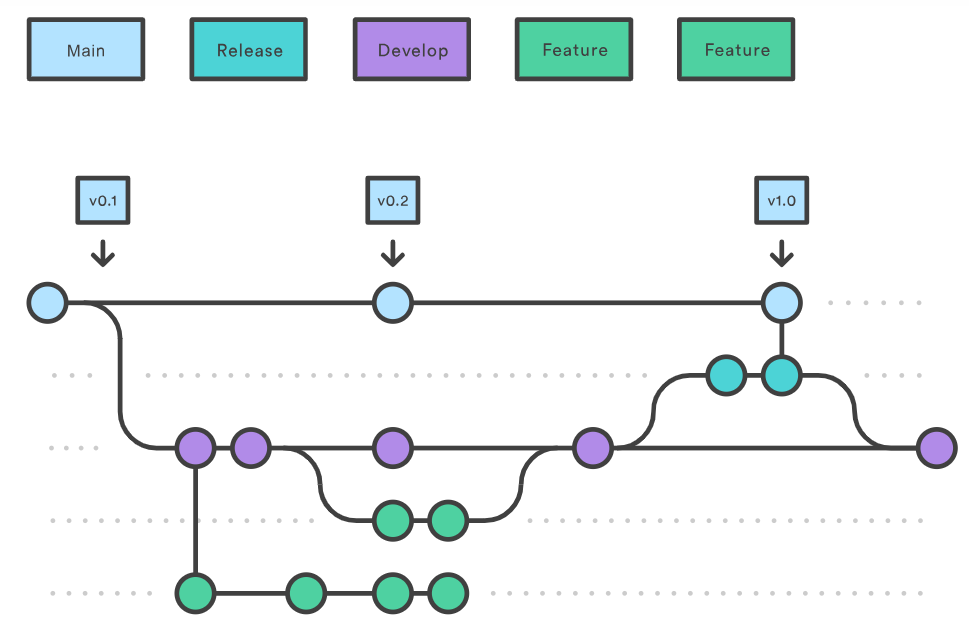 Main
Release
Develop
Feature
Feature
v0.1
v0.2
v1.0